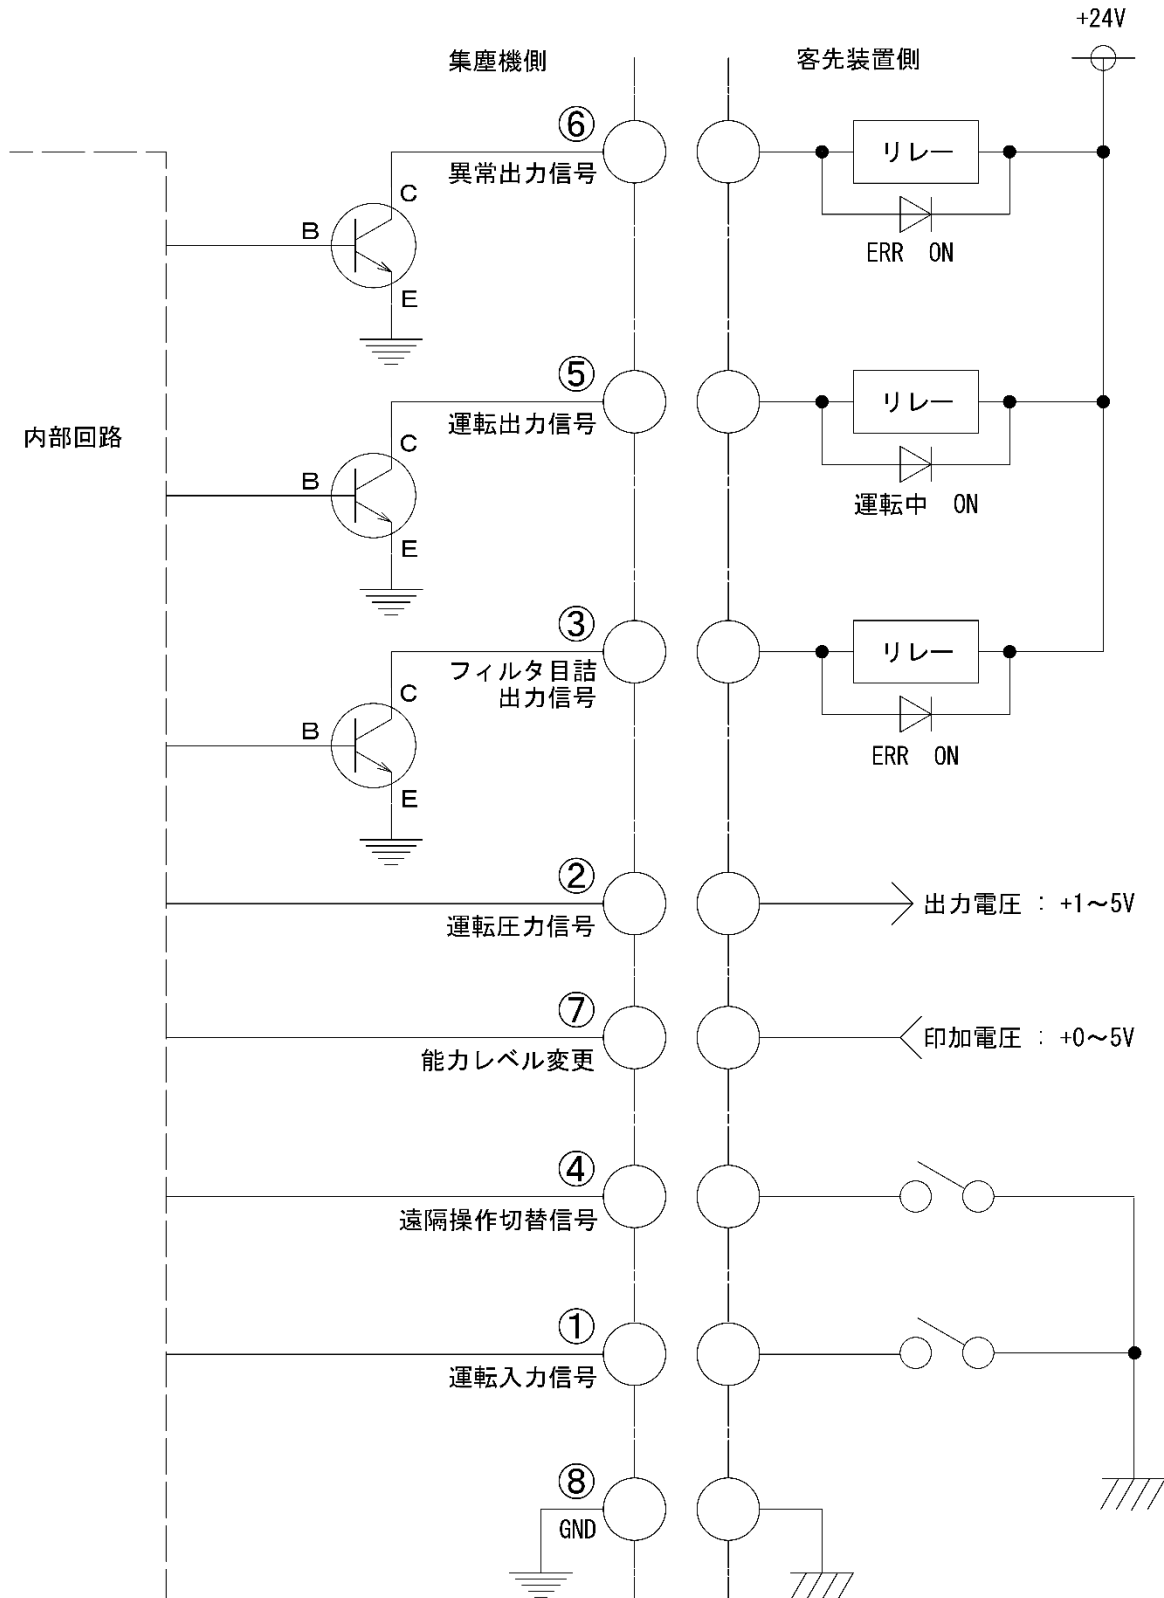 +24V
集塵機側
客先装置側
⑥
異常出力信号
リレー
C
B
E
ERR ON
⑤
運転出力信号
リレー
内部回路
C
B
E
運転中 ON
③
フィルタ目詰
出力信号
リレー
C
B
E
ERR ON
②
運転圧力信号
出力電圧 : +1~5V
⑦
能力レベル変更
印加電圧 : +0~5V
④
遠隔操作切替信号
①
運転入力信号
⑧
GND